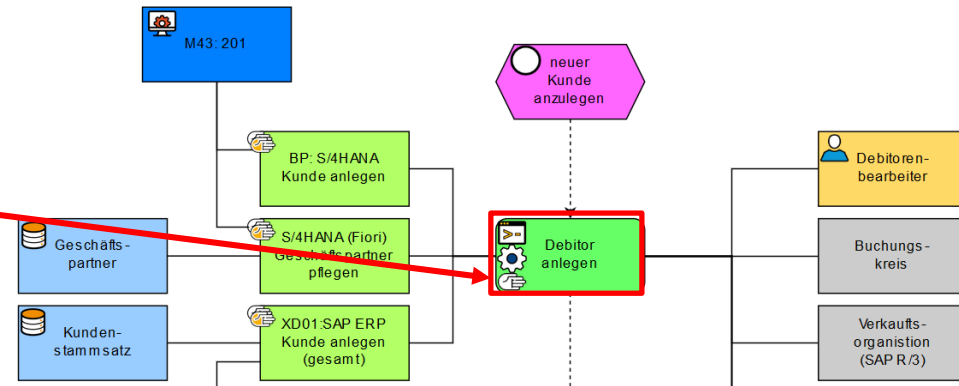 M43: 201
neuer
Kunde
anzulegen
BP: S/4HANA
Kunde anlegen
Debitoren-
bearbeiter
Geschäfts-
partner
S/4HANA (Fiori)
Geschäftspartner
pflegen
>-
Debitor
anlegen
Buchungs-
kreis
Kunden-
stammsatz
XD01:SAP ERP
Kunde anlegen
(gesamt)
Verkaufts-
organistion
(SAP R/3)